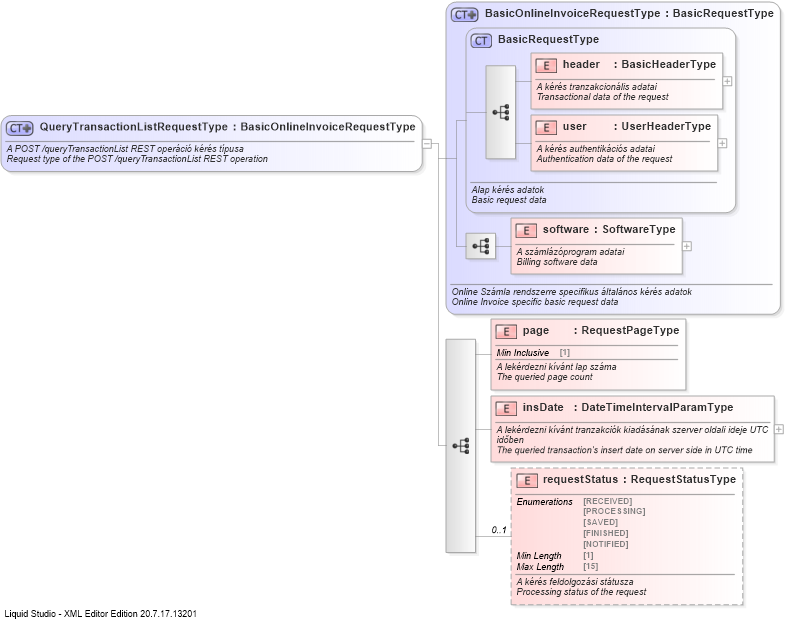 CT QueryTransactionListRequestType : BasicOnlineInvoiceRequestType
A POST /queryTransactionList REST operáció kérés típusa
Request type of the POST /queryTransactionList REST operation
CT BasicOnlineInvoiceRequestType : BasicRequestType
CT BasicRequestType
E header : BasicHeaderType
A kérés tranzakcionális adatai
Transactional data of the request
E user : UserHeaderType
A kérés authentikációs adatai
Authentication data of the request
Alap kérés adatok
Basic request data
E software : SoftwareType
A számlázóprogram adatai
Billing software data
Online Számla rendszerre specifikus általános kérés adatok
Online Invoice specific basic request data
E page : RequestPageType
Min Inclusive [1]
A lekérdezni kívánt lap száma
The queried page count
E insDate : DateTimeIntervalParamType
A lekérdezni kívánt tranzakciók kiadásának szerver oldali ideje UTC
időben
The queried transaction's insert date on server side in UTC time
0..1
E requestStatus : RequestStatusType
Enumerations [RECEIVED]
[PROCESSING]
[SAVED]
[FINISHED]
[NOTIFIED]
Min Length [1]
Max Length [15]
A kérés feldolgozási státusza
Processing status of the request
Liquid Studio - XML Editor Edition 20.7.17.13201